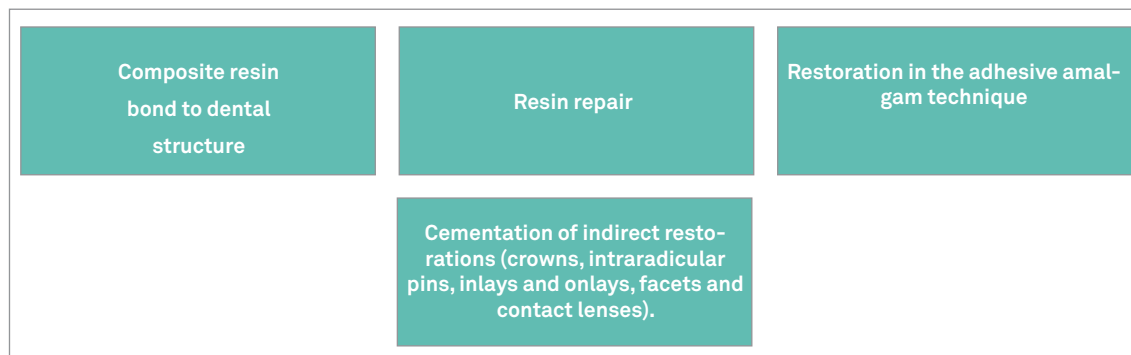 Composite resin
bond to dental
structure
Resin repair
Restoration in the adhesive amal-
gam technique
Cementation of indirect resto-
rations (crowns, intraradicular
pins, inlays and onlays, facets and
contact lenses).